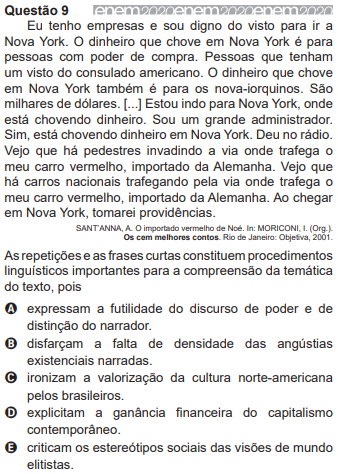 Questão 9 enem2020enem2020enem2020
Eu tenho empresas e sou digno do visto para ir a
Nova York. O dinheiro que chove em Nova York é para
pessoas com poder de compra. Pessoas que tenham
um visto do consulado americano. O dinheiro que chove
em Nova York também é para os nova-iorquinos. São
milhares de dólares. [...] Estou indo para Nova York, onde
está chovendo dinheiro. Sou um grande administrador.
Sim, está chovendo dinheiro em Nova York. Deu no rádio.
Vejo que há pedestres invadindo a via onde trafega o
meu carro vermelho, importado da Alemanha. Vejo que
há carros nacionais trafegando pela via onde trafega o
meu carro vermelho, importado da Alemanha. Ao chegar
em Nova York, tomarei providências.
SANT'ANNA, A. O importado vermelho de Noé. In: MORICONI, I. (Org.).
Os cem melhores contos. Rio de Janeiro: Objetiva, 2001.
As repetições e as frases curtas constituem procedimentos
linguísticos importantes para a compreensão da temática
do texto, pois
A expressam a futilidade do discurso de poder e de
distinção do narrador.
B disfarçam a falta de densidade das angústias
existenciais narradas.
C ironizam a valorização da cultura norte-americana
pelos brasileiros.
D explicitam a ganância financeira do capitalismo
contemporâneo.
E criticam os estereótipos sociais das visões de mundo
elitistas.